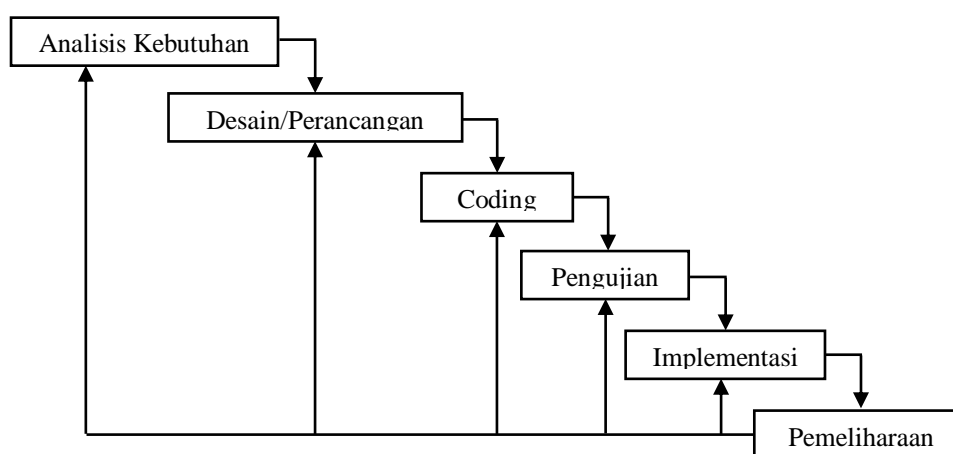 Analisis Kebutuhan
Desain/Perancangan
Coding
Pengujian
Implementasi
Pemeliharaan